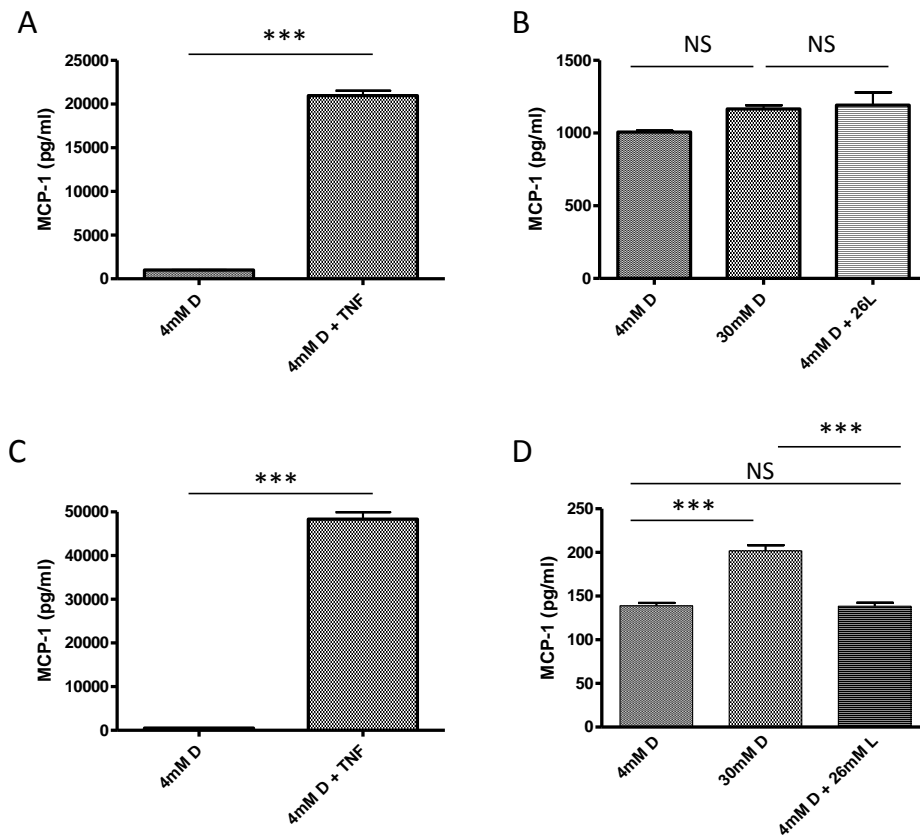 A
***
MCP-1 (pg/ml)
25000
20000
15000
10000
5000
0
4mM D
4mM D + TNF
B
NS
NS
MCP-1 (pg/ml)
1500
1000
500
0
4mM D
30mM D
4mM D + 26L
C
***
MCP-1 (pg/ml)
50000
40000
30000
20000
10000
0
4mM D
4mM D + TNF
D
***
NS
***
MCP-1 (pg/ml)
250
200
150
100
50
0
4mM D
30mM D
4mM D + 26mM L